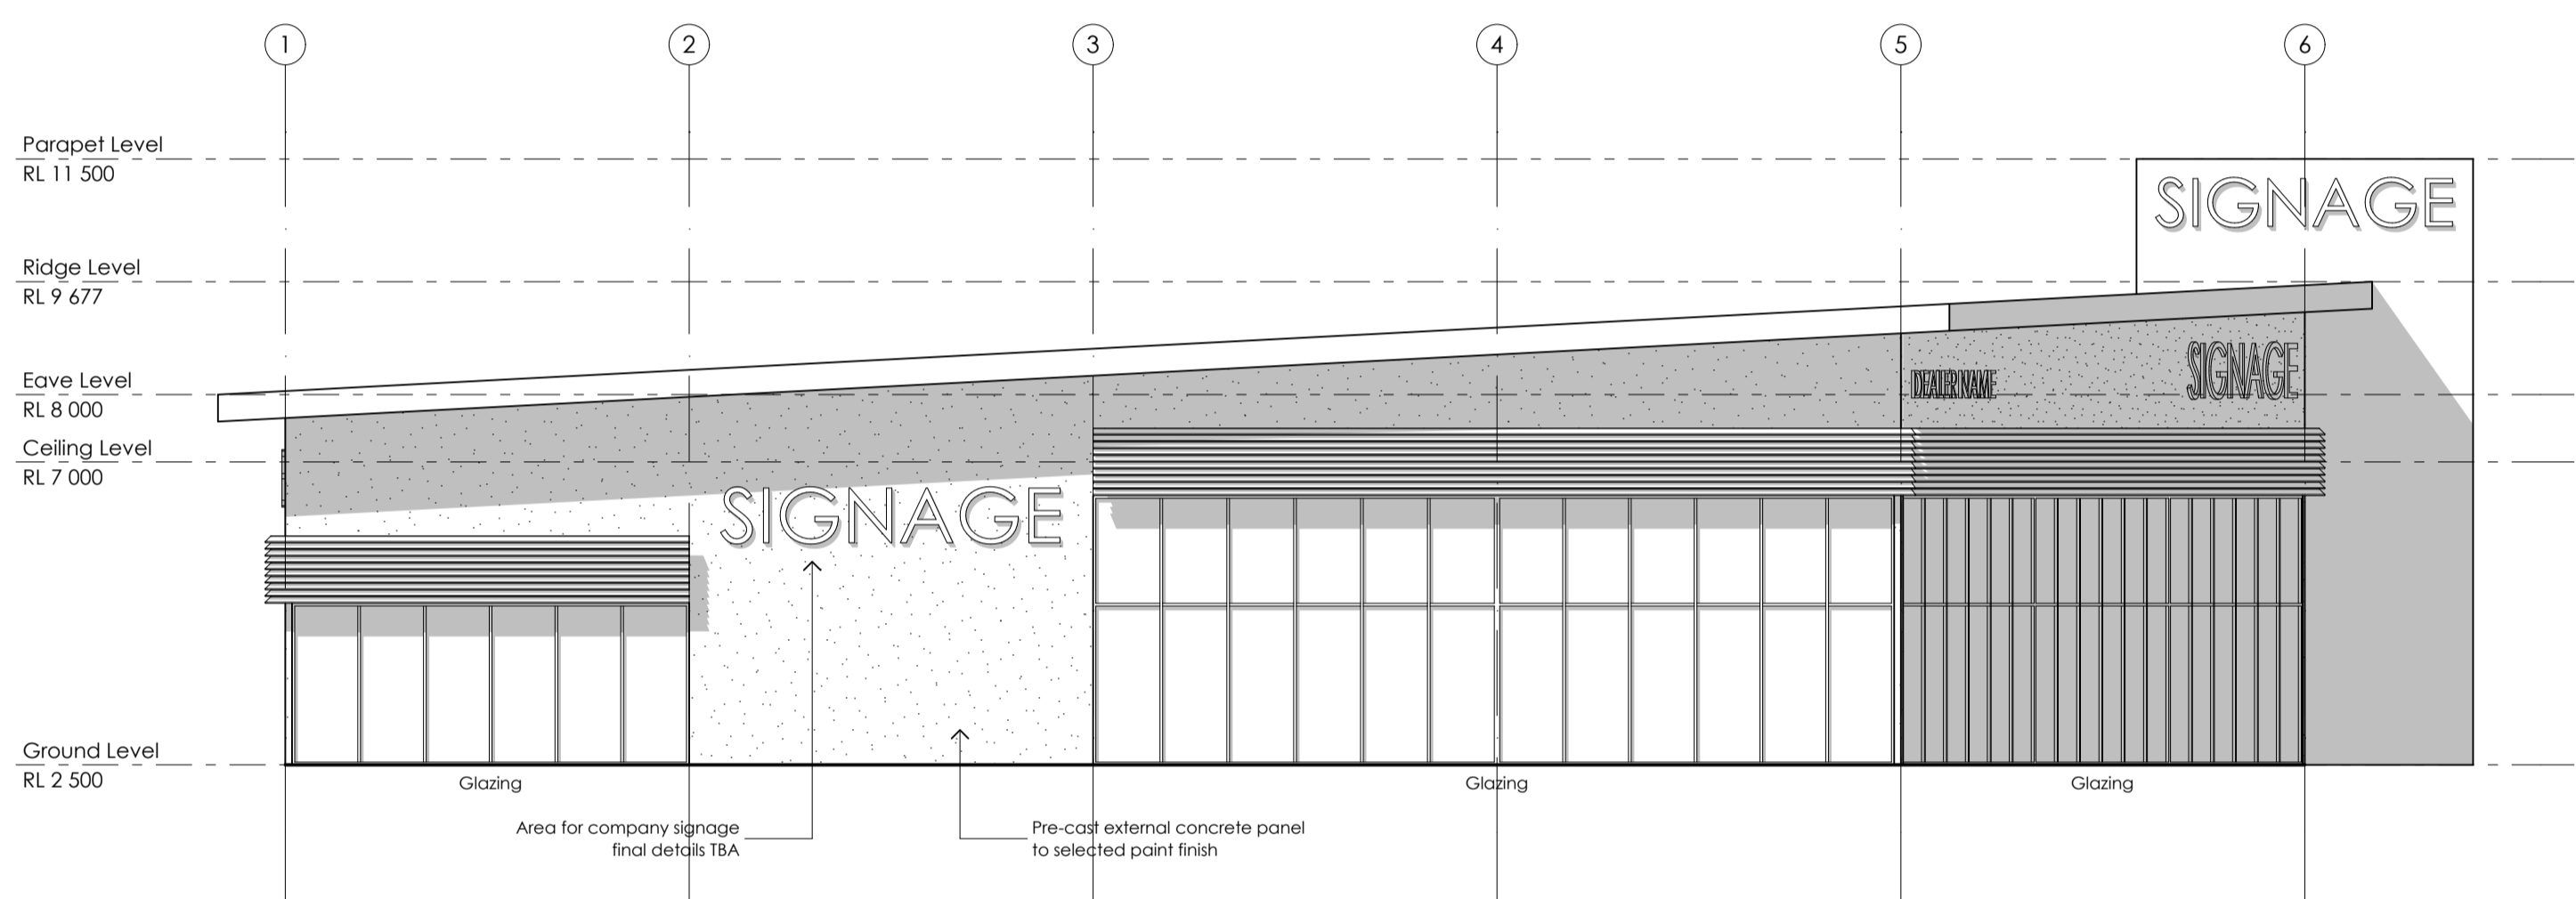 1 2 3 4 5 6
Parapet Level
RL 11 500
SIGNAGE
Ridge Level
RL 9 677
Eave Level
RL 8 000
DEALER NAME
SIGNAGE
Ceiling Level
RL 7 000
SIGNAGE
Ground Level
RL 2 500
Glazing
Glazing
Glazing
Area for company signage
final details TBA
Pre-cast external concrete panel
to selected paint finish